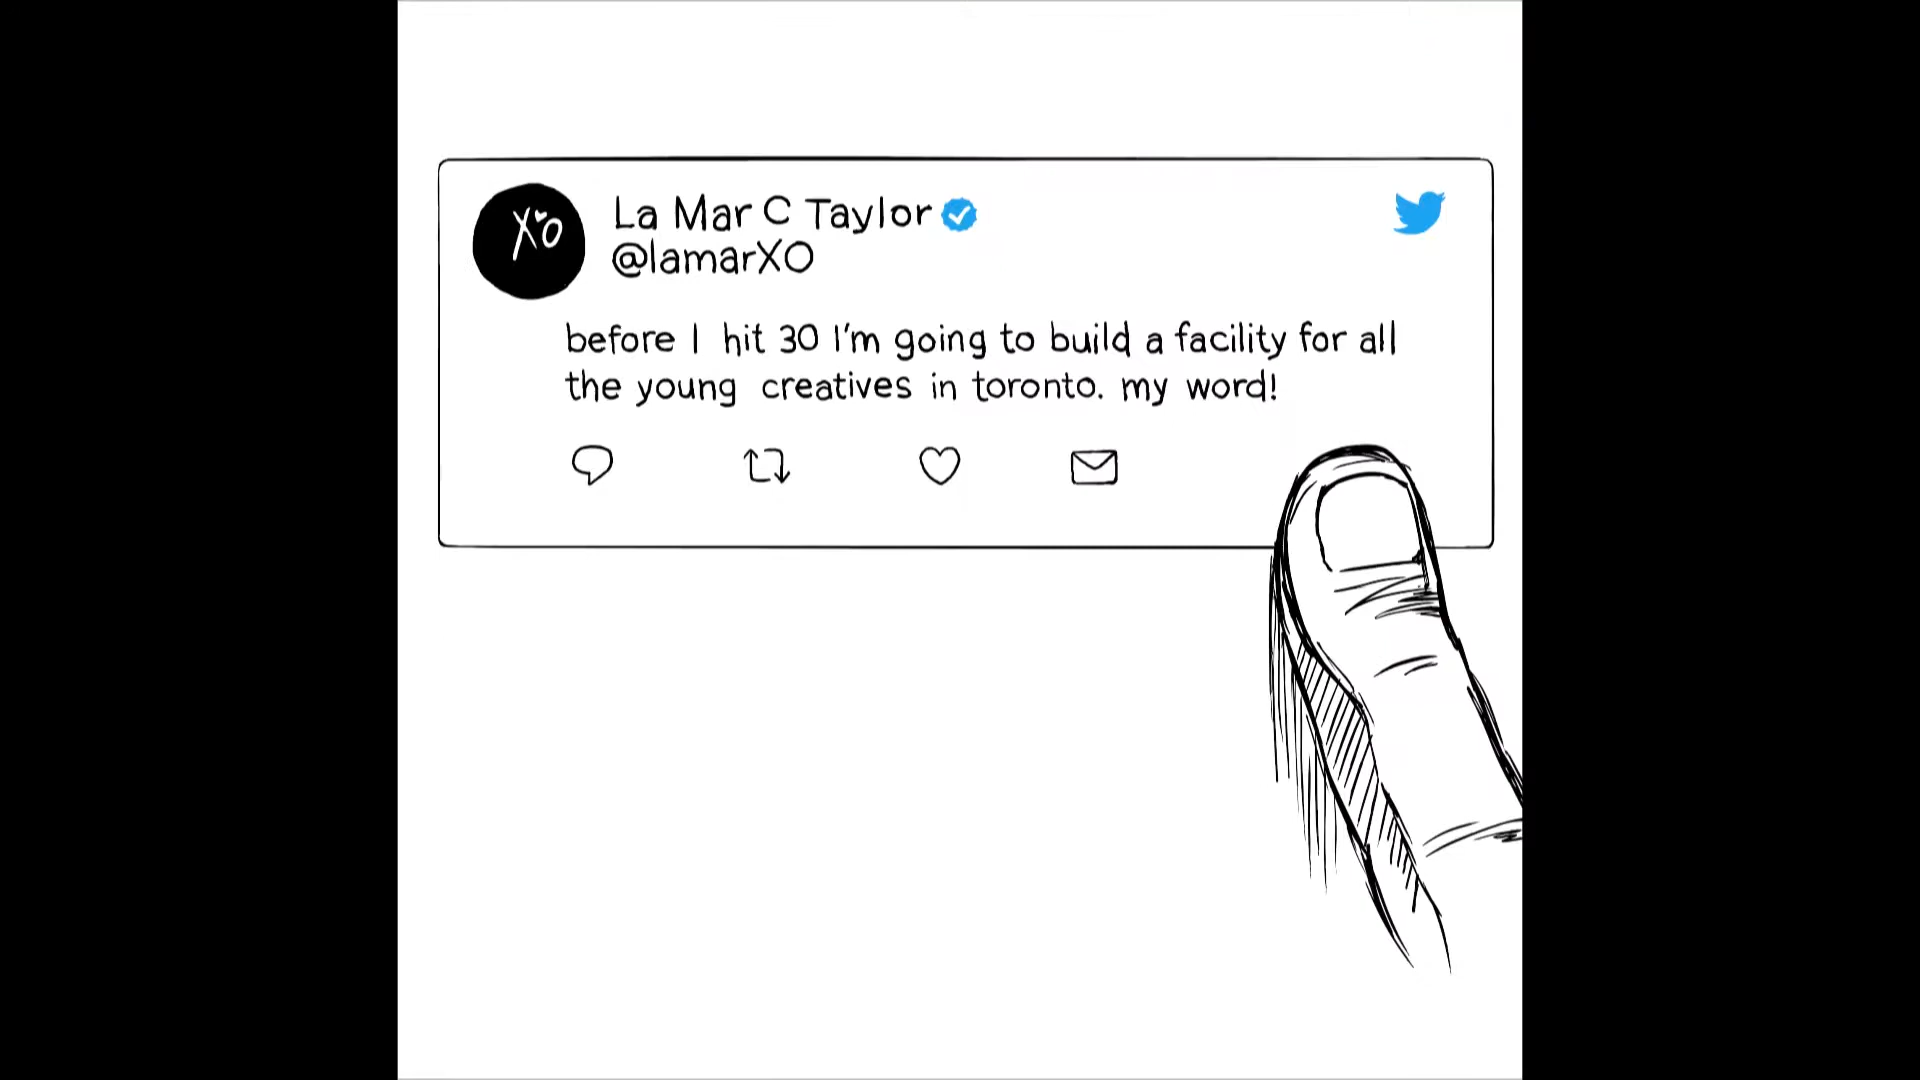 XO
La Mar C Taylor
@lamarXO
before I hit 30 I'm going to build a facility for all
the young creatives in toronto. my word!